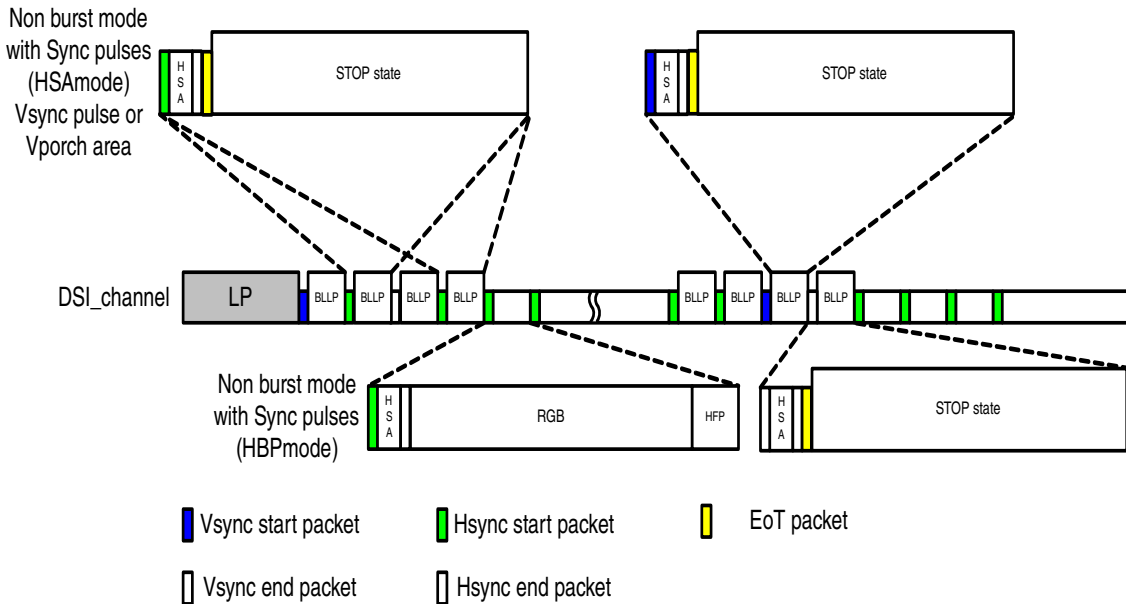 Non burst mode
with Sync pulses
(HSAmode)
Vsync pulse or
Vporch area
H
S
A
STOP state
H
S
A
STOP state
DSI_channel
LP
BLLP
BLLP
BLLP
BLLP
BLLP
BLLP
BLLP
BLLP
Non burst mode
with Sync pulses
(HBPmode)
H
S
A
RGB
HFP
H
S
A
STOP state
Vsync start packet
Hsync start packet
EoT packet
Vsync end packet
Hsync end packet